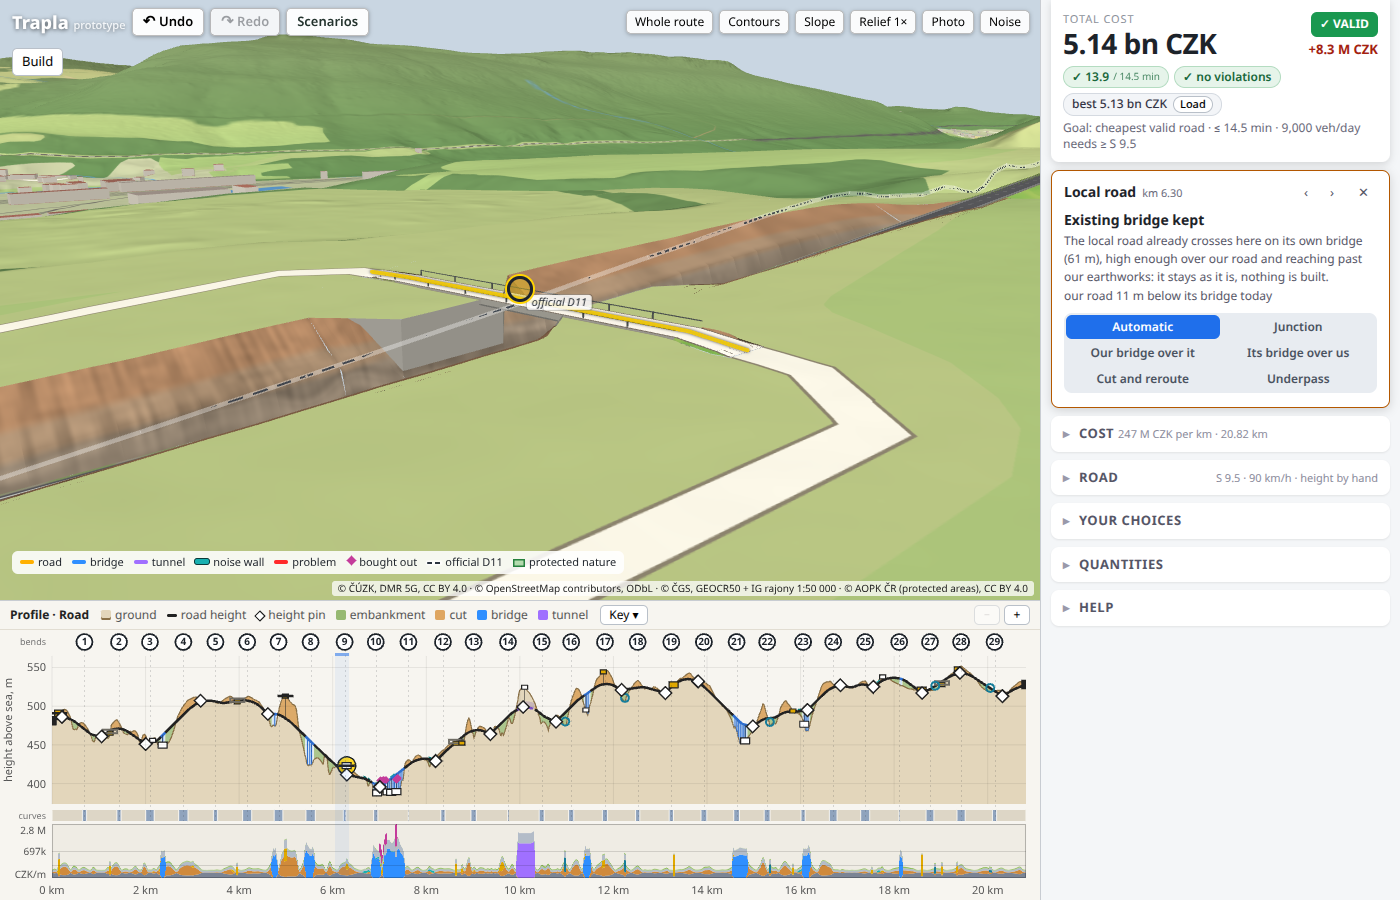 Trapla prototype
↶ Undo
↷ Redo
Scenarios
Whole route
Contours
Slope
Relief 1×
Photo
Noise
Build
official D11
road
bridge
tunnel
noise wall
problem
bought out
official D11
protected nature
© ČÚZK, DMR 5G, CC BY 4.0 · © OpenStreetMap contributors, ODbL · © ČGS, GEOCR50 + IG rajony 1:50 000 · © AOPK ČR (protected areas), CC BY 4.0
TOTAL COST
✓ VALID
5.14 bn CZK
+8.3 M CZK
✓ 13.9 / 14.5 min
✓ no violations
best 5.13 bn CZK Load
Goal: cheapest valid road · ≤ 14.5 min · 9,000 veh/day
needs ≥ S 9.5
Local road km 6.30
‹ › ✕
Existing bridge kept
The local road already crosses here on its own bridge
(61 m), high enough over our road and reaching past
our earthworks: it stays as it is, nothing is built.
our road 11 m below its bridge today
Automatic
Junction
Our bridge over it
Its bridge over us
Cut and reroute
Underpass
▶ COST 247 M CZK per km · 20.82 km
▶ ROAD S 9.5 · 90 km/h · height by hand
▶ YOUR CHOICES
▶ QUANTITIES
▶ HELP
Profile · Road
ground
road height
height pin
embankment
cut
bridge
tunnel
Key ▾
− +
bends 1 2 3 4 5 6 7 8 9 10 11 12 13 14 15 16 17 18 19 20 21 22 23 24 25 26 27 28 29
height above sea, m
550
500
450
400
curves
2.8 M
697k
CZK/m
0 km 2 km 4 km 6 km 8 km 10 km 12 km 14 km 16 km 18 km 20 km